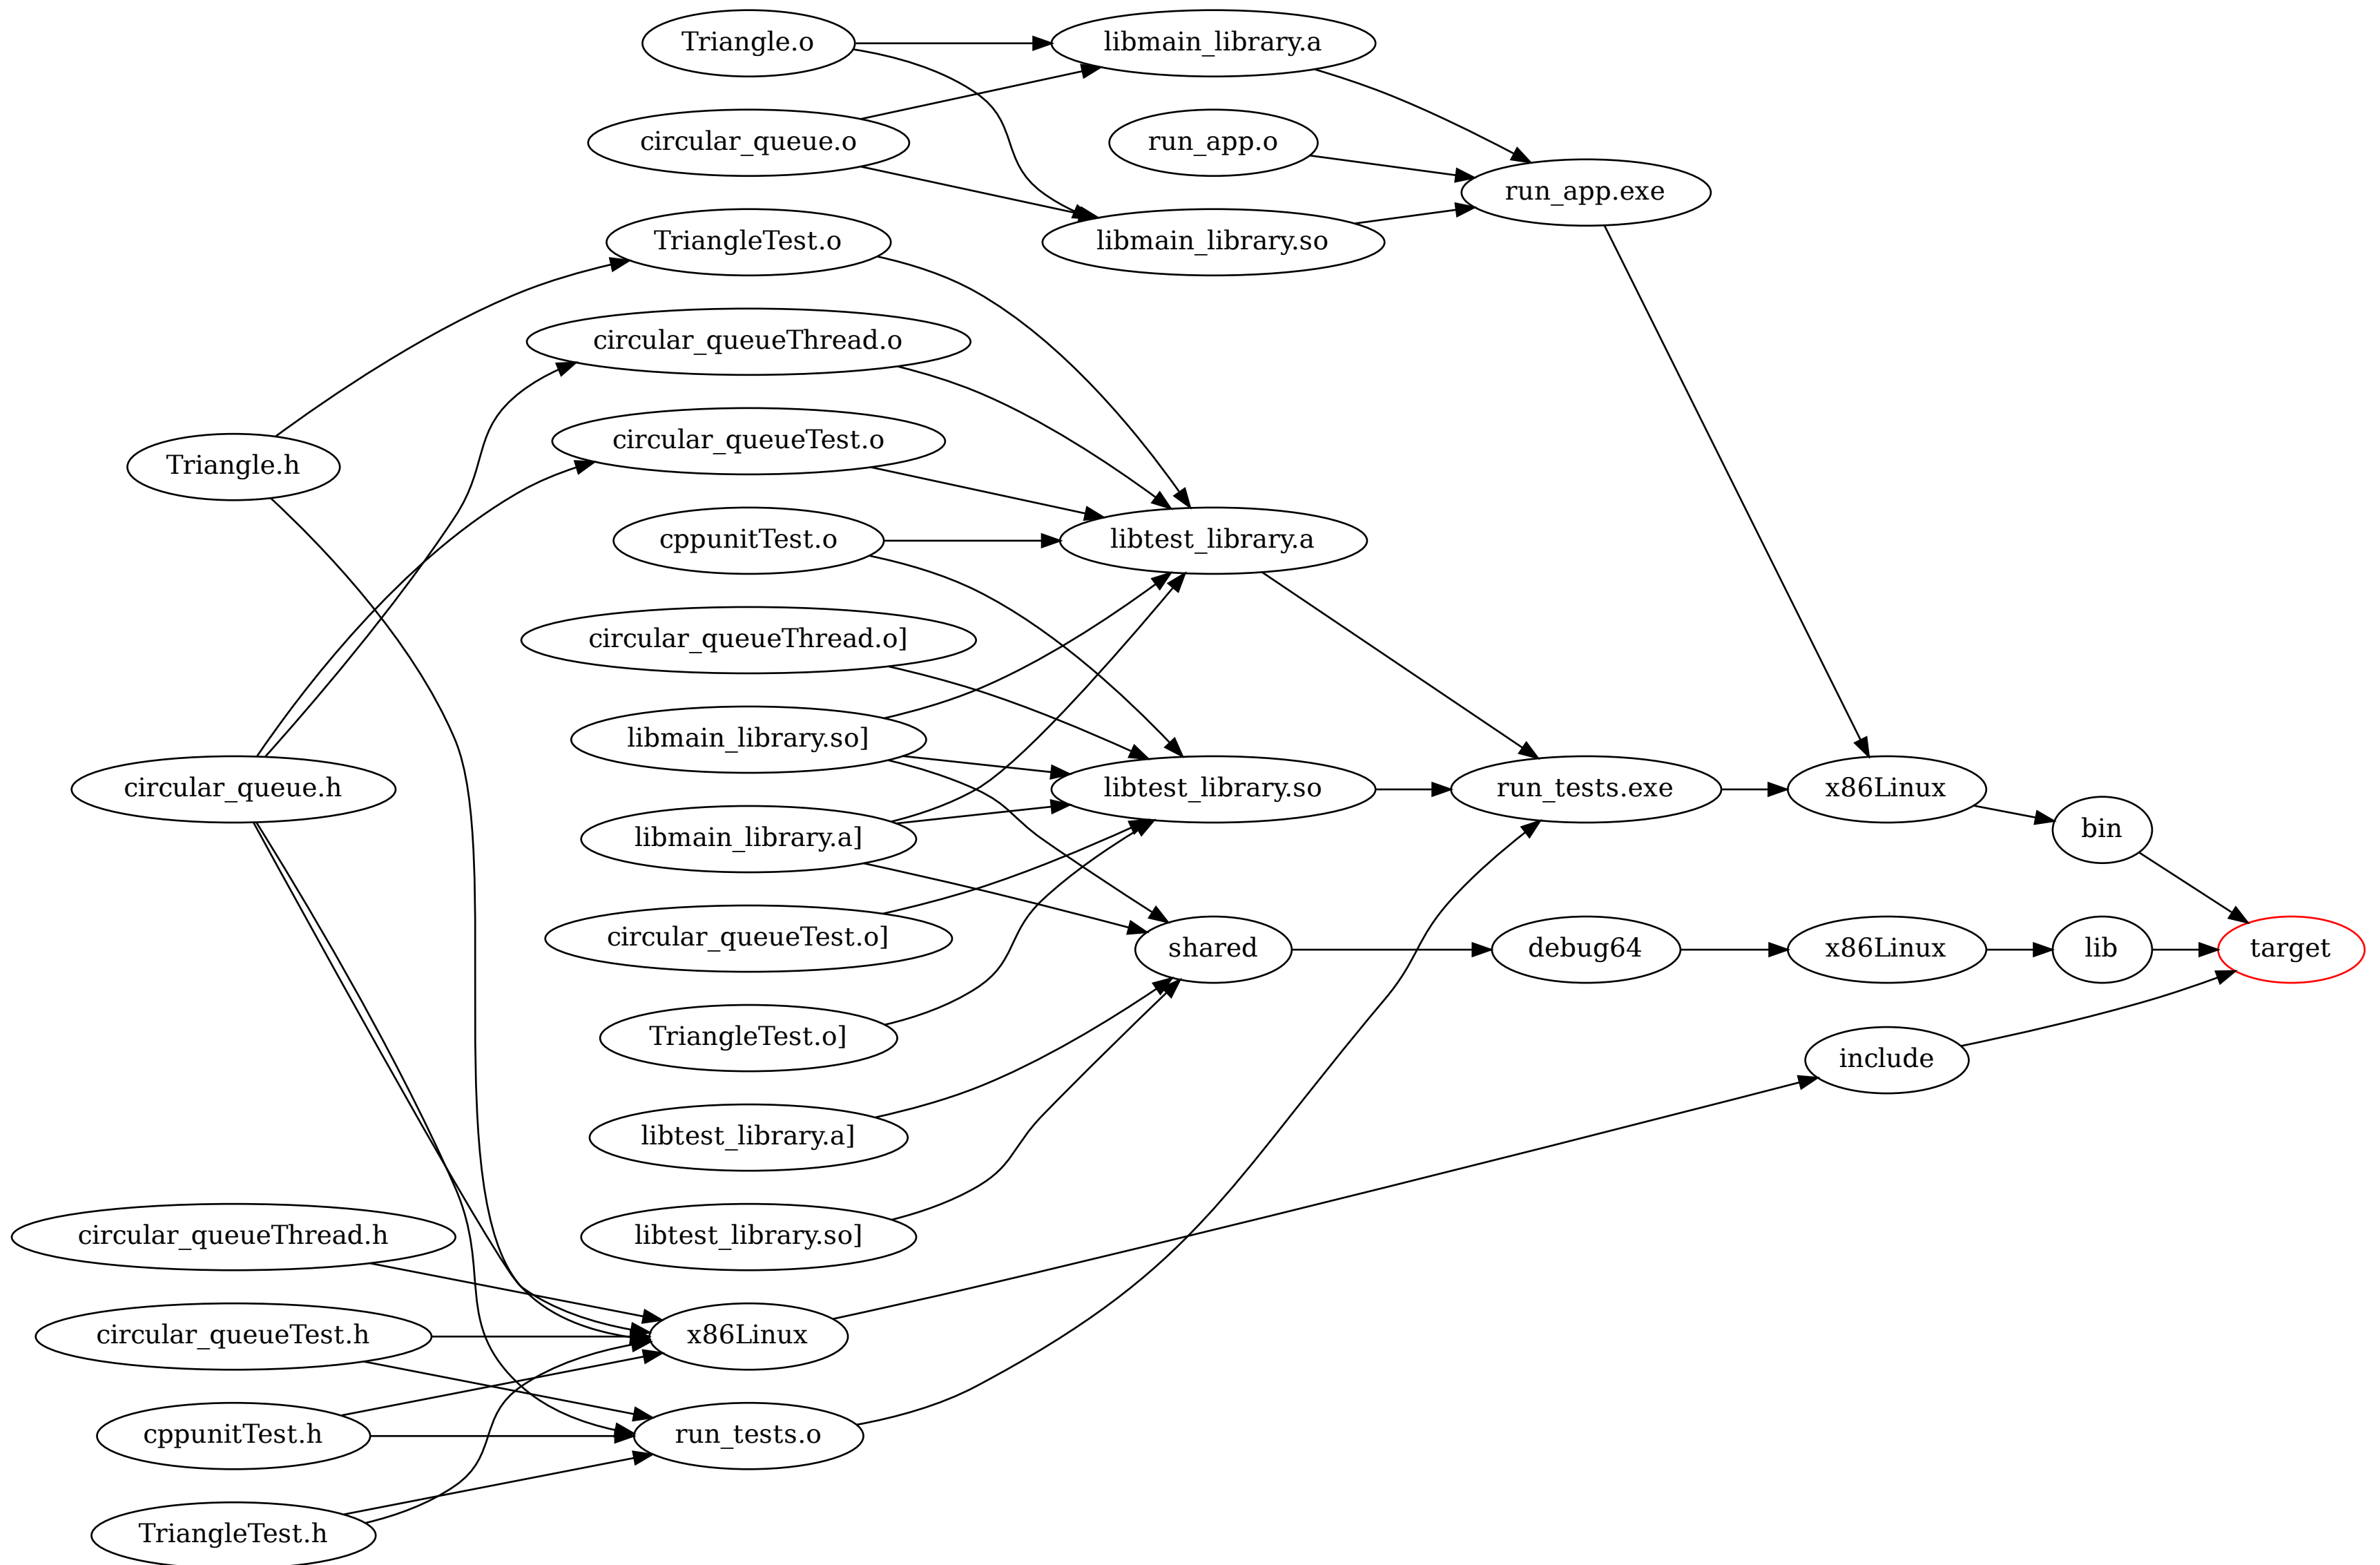 Triangle.o
libmain_library.a
circular_queue.o
run_app.o
run_app.exe
TriangleTest.o
libmain_library.so
circular_queueThread.o
circular_queueTest.o
Triangle.h
cppunitTest.o
libtest_library.a
circular_queueThread.o]
libmain_library.so]
circular_queue.h
libtest_library.so
run_tests.exe
x86Linux
bin
libmain_library.a]
circular_queueTest.o]
shared
debug64
x86Linux
lib
target
TriangleTest.o]
include
libtest_library.a]
circular_queueThread.h
libtest_library.so]
circular_queueTest.h
x86Linux
cppunitTest.h
run_tests.o
TriangleTest.h